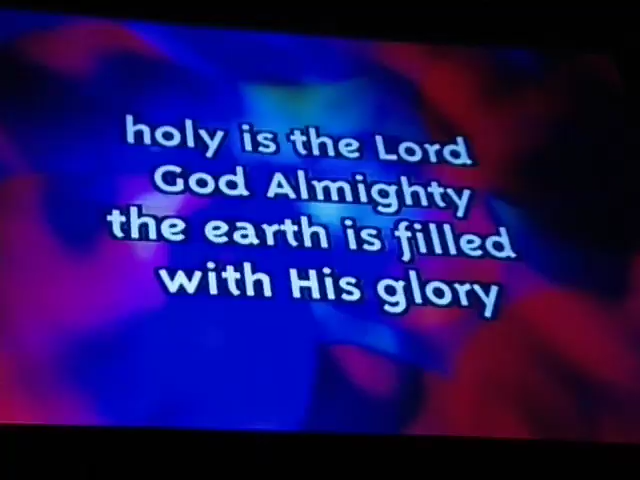 holy is the Lord
God Almighty
the earth is filled
with His glory